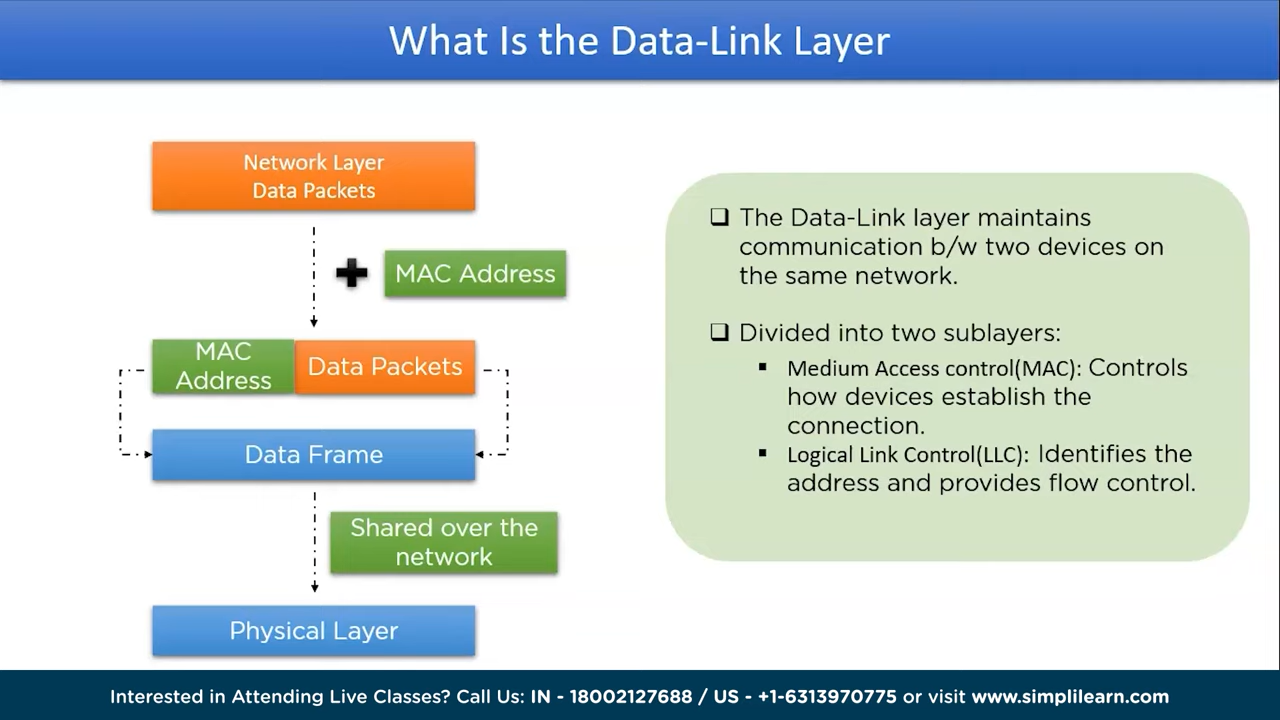 What Is the Data-Link Layer
Network Layer
Data Packets
MAC Address
MAC
Address
Data Packets
Data Frame
Shared over the
network
Physical Layer
The Data-Link layer maintains
communication b/w two devices on
the same network.
Divided into two sublayers:
Medium Access control(MAC): Controls
how devices establish the
connection.
Logical Link Control(LLC): Identifies the
address and provides flow control.
Interested in Attending Live Classes? Call Us: IN - 18002127688 / US - +1-6313970775 or visit www.simplilearn.com